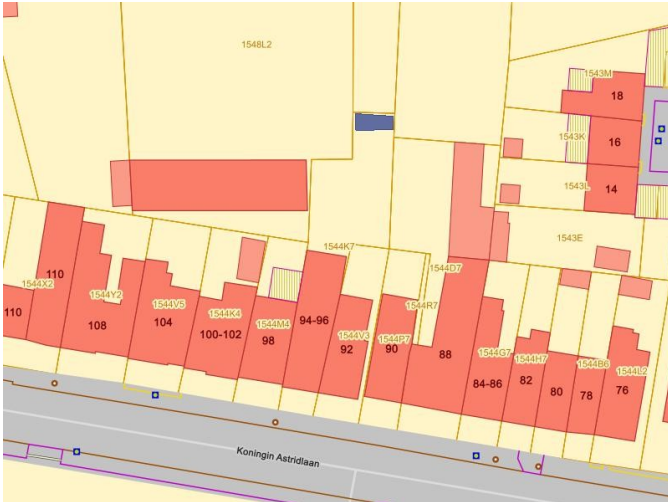 1548L2
1543M
18
1543K
16
1543L
14
1543E
1544K7
1544D7
1544X2
110
1544Y2
1544V5
1544R7
110
108
104
1544K4
100-102
1544M4
98
94-96
1544V3
92
1544P7
90
88
1544G7
84-86
1544H7
82
80
1544B6
78
1544L2
76
Koningin Astridlaan